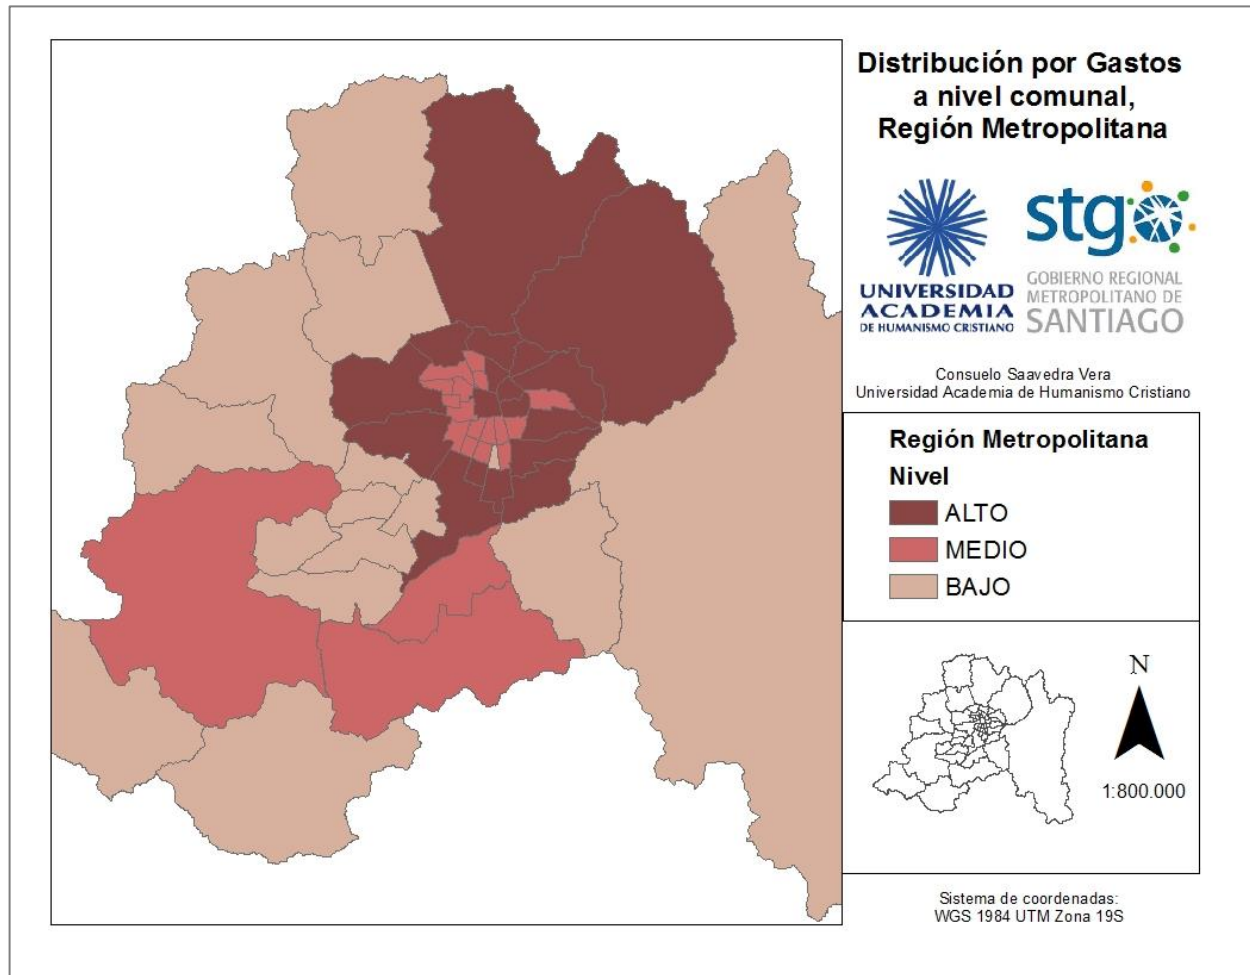 Distribución por Gastos
a nivel comunal,
Región Metropolitana
UNIVERSIDAD
ACADEMIA
DE HUMANISMO CRISTIANO
stgo
GOBIERNO REGIONAL
METROPOLITANO DE
SANTIAGO
Consuelo Saavedra Vera
Universidad Academia de Humanismo Cristiano
Región Metropolitana
Nivel
ALTO
MEDIO
BAJO
N
1:800.000
Sistema de coordenadas:
WGS 1984 UTM Zona 19S